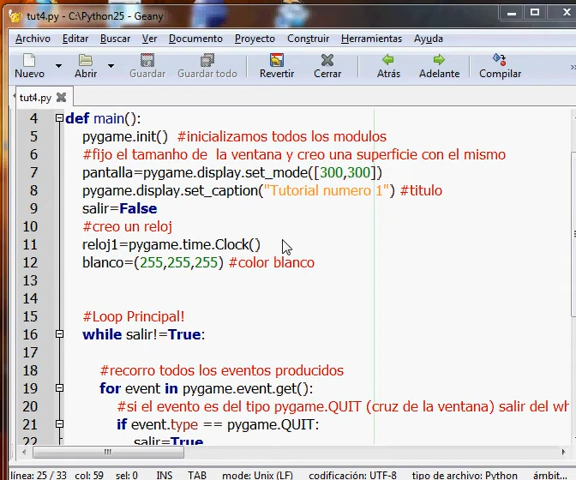 tut4.py - C:\Python25 - Geany
Archivo Editar Buscar Ver Documento Proyecto Construir Herramientas Ayuda
Nuevo Abrir Guardar Guardar todo Revertir Cerrar Atrás Adelante Compilar
tut4.py
4 def main():
5 pygame.init() #inicializamos todos los modulos
6 #fijo el tamanho de la ventana y creo una superficie con el mismo
7 pantalla=pygame.display.set_mode([300,300])
8 pygame.display.set_caption("Tutorial numero 1") #titulo
9 salir=False
10 #creo un reloj
11 reloj1=pygame.time.Clock()
12 blanco=(255,255,255) #color blanco
13
14
15 #Loop Principal!
16 while salir!=True:
17
18 #recorro todos los eventos producidos
19 for event in pygame.event.get():
20 #si el evento es del tipo pygame.QUIT (cruz de la ventana) salir del wh
21 if event.type == pygame.QUIT:
22 salir=True
línea: 25 / 33 col: 59 sel: 0 INS TAB mode: Unix (LF) codificación: UTF-8 tipo de archivo: Python ámbit